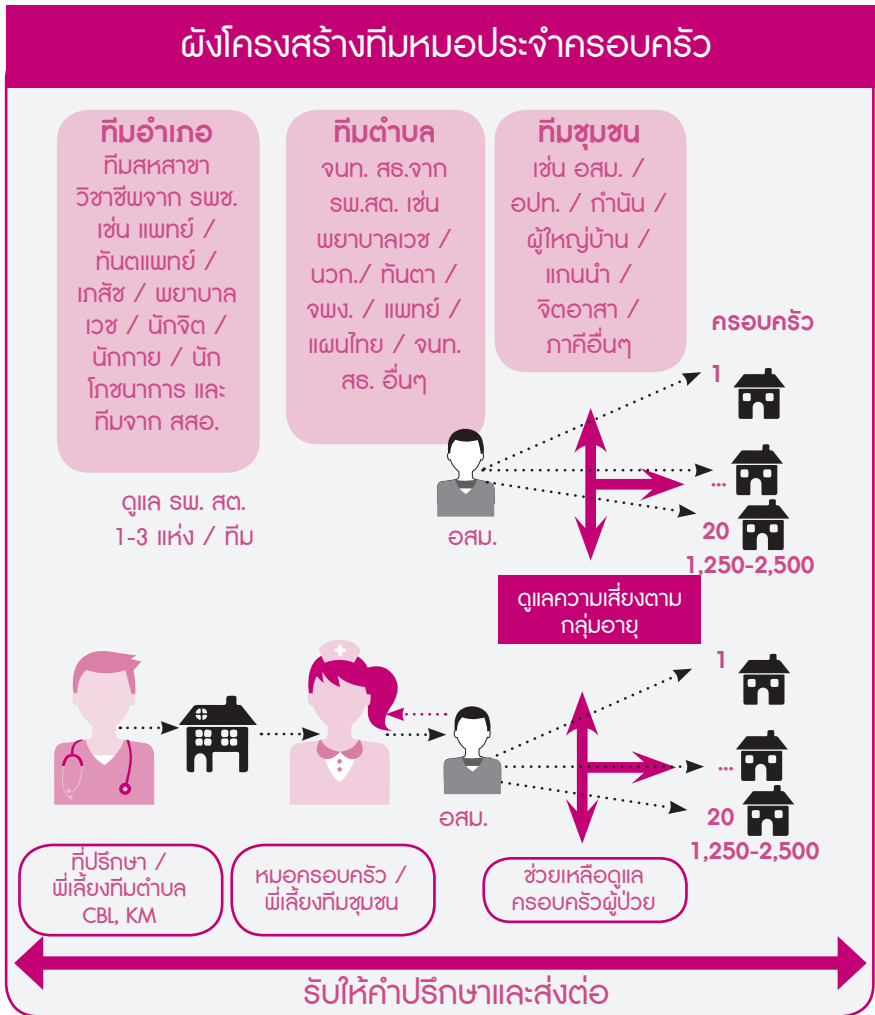 ผังโครงสร้างทีมหมอประจำครอบครัว
ทีมอำเภอ
ทีมสหสาขา
วิชาชีพจาก รพช.
เช่น แพทย์ /
ทันตแพทย์ /
เภสัช / พยาบาล
เวช / นักจิต /
นักกาย / นัก
โภชนาการ และ
ทีมจาก สสอ.
ดูแล รพ. สต.
1-3 แห่ง / ทีม
ทีมตำบล
จนท. สธ.จาก
รพ.สต. เช่น
พยาบาลเวช /
นวก./ ทันตา /
จพง. / แพทย์ /
แผนไทย / จนท.
สธ. อื่นๆ
ทีมชุมชน
เช่น อสม. /
อปท. / กำนัน /
ผู้ใหญ่บ้าน /
แกนนำ /
จิตอาสา /
ภาคีอื่นๆ
ครอบครัว
1
...
20
1,250-2,500
อสม.
ดูแลความเสี่ยงตาม
กลุ่มอายุ
1
...
20
1,250-2,500
อสม.
ที่ปรึกษา /
พี่เลี้ยงทีมตำบล
CBL, KM
หมอครอบครัว /
พี่เลี้ยงทีมชุมชน
ช่วยเหลือดูแล
ครอบครัวผู้ป่วย
รับให้คำปรึกษาและส่งต่อ